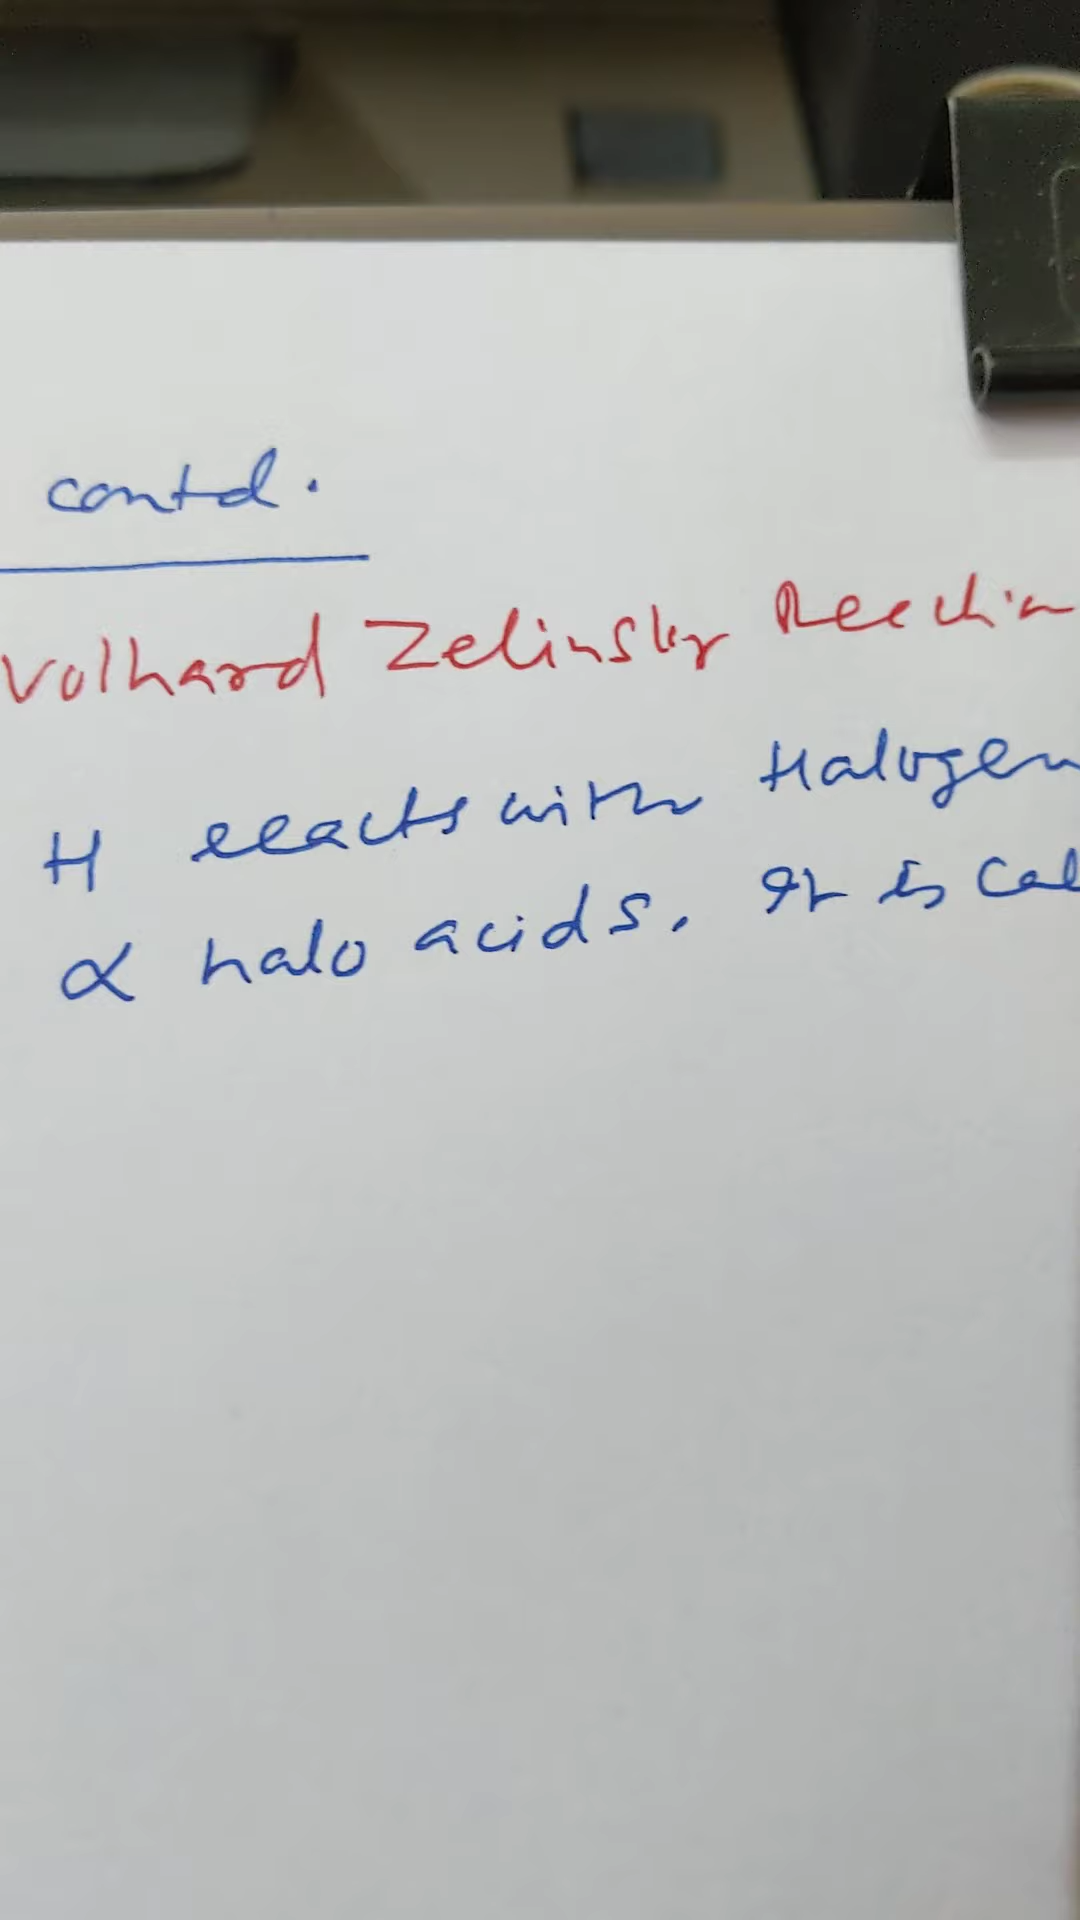 contd.
Volhard Zelinsky Reaction
H reacts with Halogen
α halo acids. It is Cal